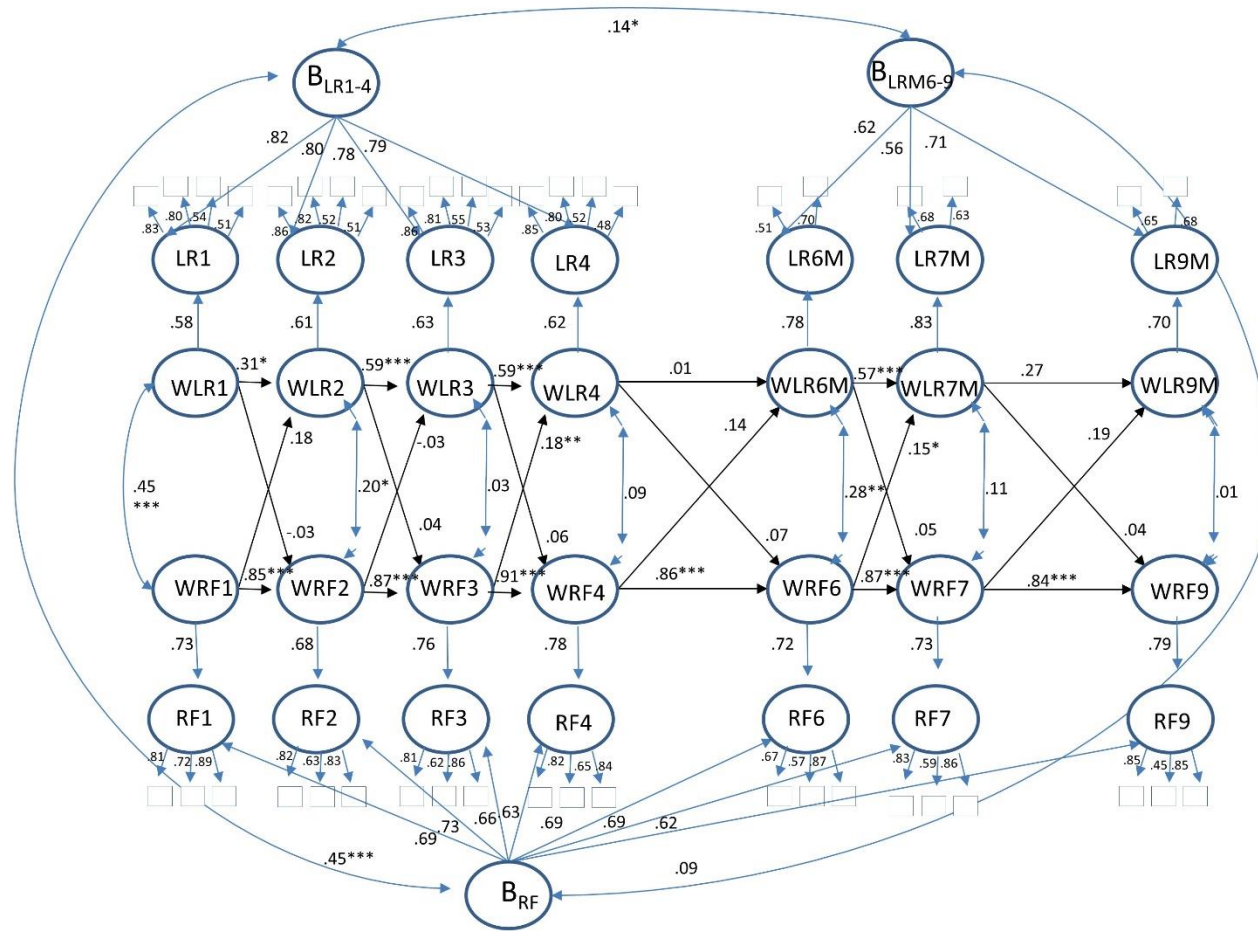 .14*
B LR1-4
B LRM6-9
.82
.80
.78
.79
.62
.56
.71
.83 .80 .54 .51
.86 .82 .52 .51
.86 .81 .55 .53
.85 .80 .52 .48
.51 .70
.68 .63
.65 .68
LR1 LR2 LR3 LR4 LR6M LR7M LR9M
.58 .61 .63 .62 .78 .83 .70
.31* .59*** .59*** .01 .57*** .27
WLR1 WLR2 WLR3 WLR4 WLR6M WLR7M WLR9M
.18 -.03 .18** .14 .15* .19
.45
***
.20* .03 .09 .28** .11 .01
-.03 .04 .06 .07 .05 .04
.85*** .87*** .91*** .86*** .87*** .84***
WRF1 WRF2 WRF3 WRF4 WRF6 WRF7 WRF9
.73 .68 .76 .78 .72 .73 .79
RF1 RF2 RF3 RF4 RF6 RF7 RF9
.81 .72 .89
.82 .63 .83
.81 .62 .86
.82 .65 .84
.67 .57 .87
.83 .59 .86
.85 .45 .85
.69 .73 .66 .63 .69 .69 .62
.45***
.09
B RF